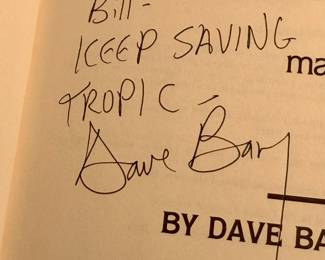 Bill-
KEEP SAVING
ma
TROPIC -
Dave Barry
BY DAVE BA